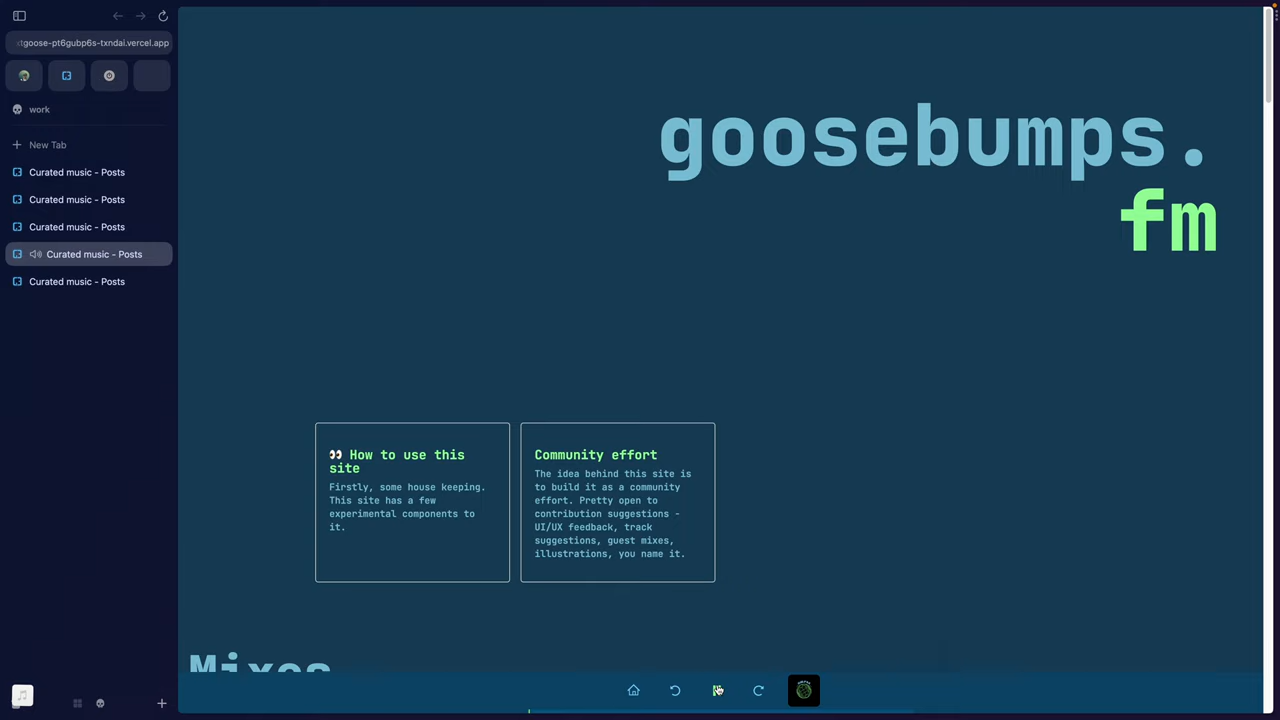 xtgoose-pt6gubp6s-txndai.vercel.app
work
New Tab
Curated music - Posts
Curated music - Posts
Curated music - Posts
Curated music - Posts
Curated music - Posts
goosebumps.
fm
How to use this
site
Firstly, some house keeping.
This site has a few
experimental components to
it.
Community effort
The idea behind this site is
to build it as a community
effort. Pretty open to
contribution suggestions -
UI/UX feedback, track
suggestions, guest mixes,
illustrations, you name it.
Mixes